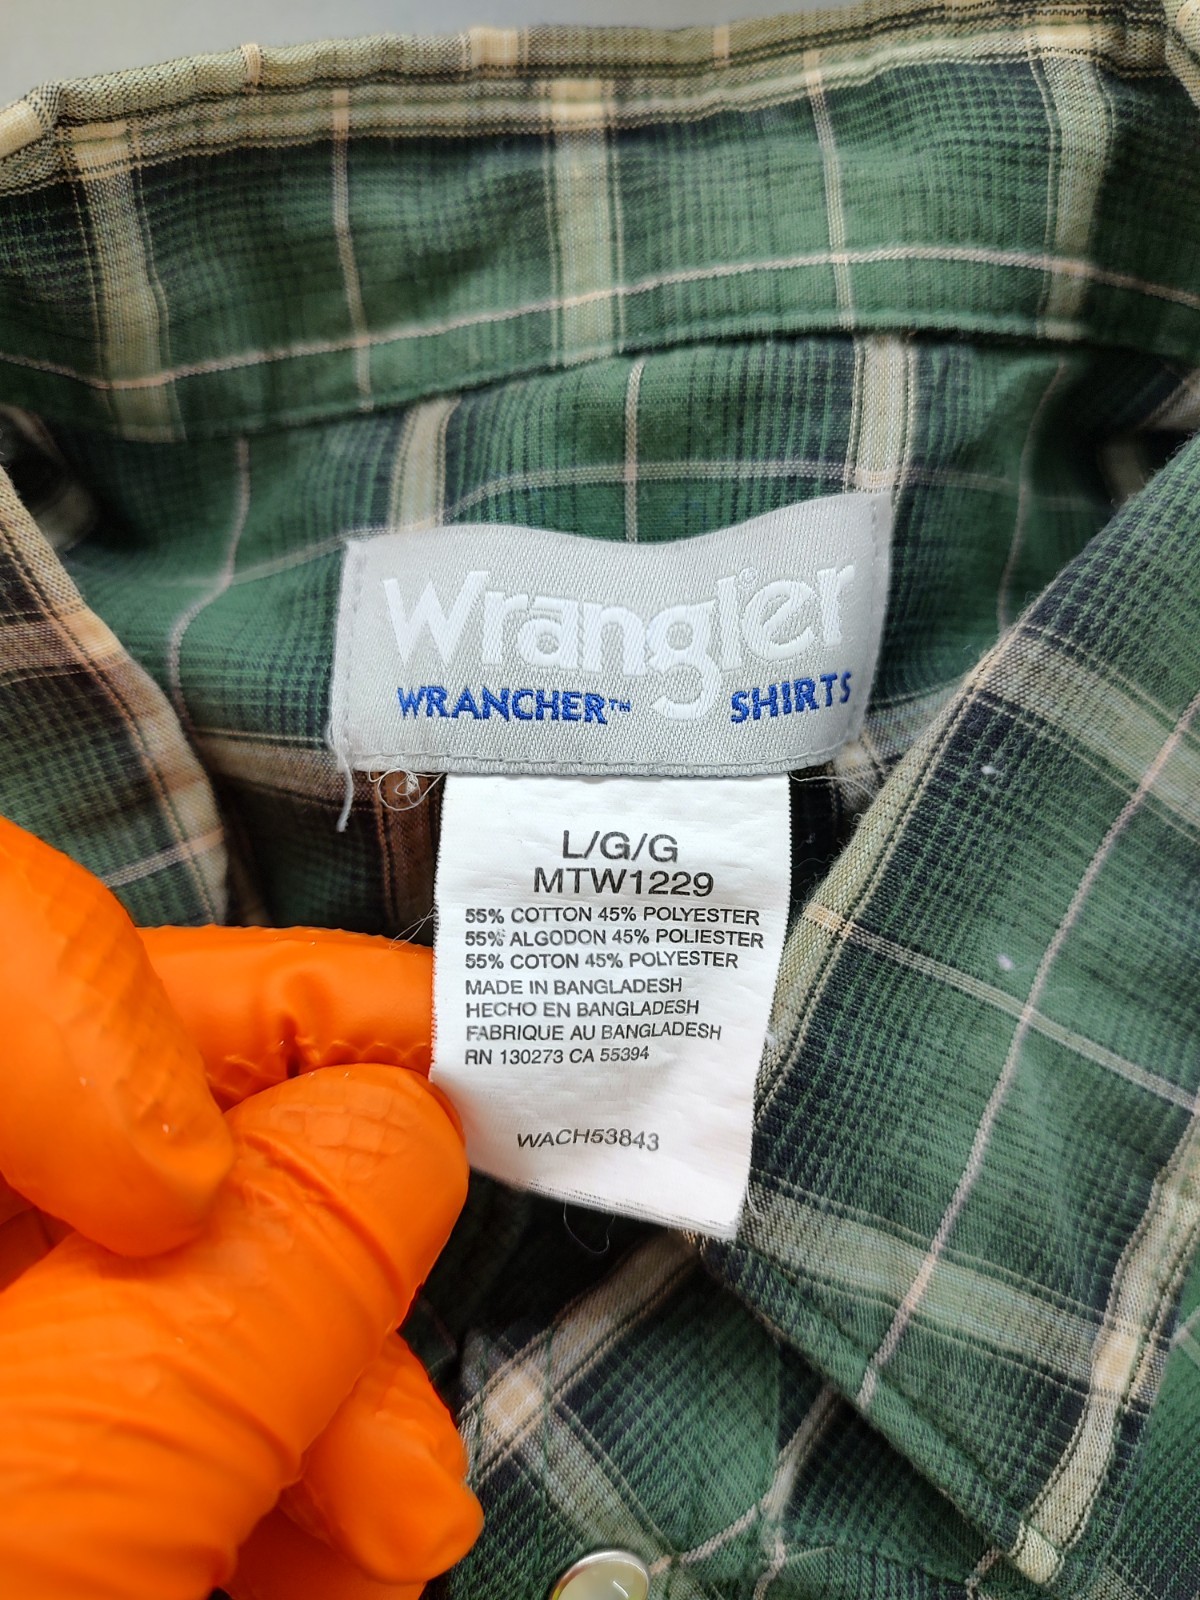 Wrangler®
WRANCHER™ SHIRTS
L/G/G
MTW1229
55% COTTON 45% POLYESTER
55% ALGODON 45% POLIESTER
55% COTON 45% POLYESTER
MADE IN BANGLADESH
HECHO EN BANGLADESH
FABRIQUE AU BANGLADESH
RN 130273 CA 55394
WACH53843